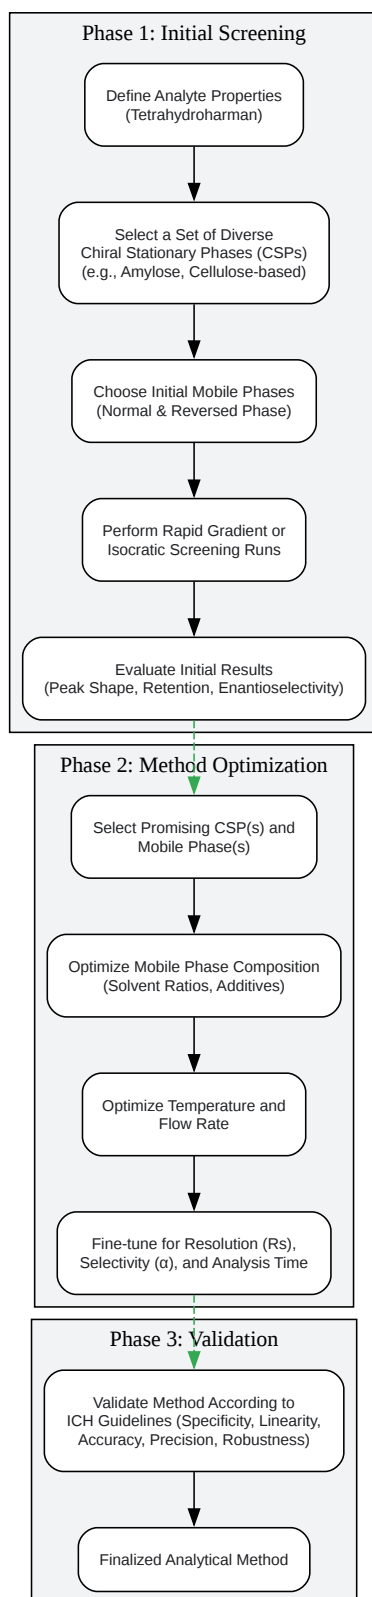 Phase 1: Initial Screening
Define Analyte Properties
(Tetrahydroharman)
Select a Set of Diverse
Chiral Stationary Phases (CSPs)
(e.g., Amylose, Cellulose-based)
Choose Initial Mobile Phases
(Normal & Reversed Phase)
Perform Rapid Gradient or
Isocratic Screening Runs
Evaluate Initial Results
(Peak Shape, Retention, Enantioselectivity)
Phase 2: Method Optimization
Select Promising CSP(s) and
Mobile Phase(s)
Optimize Mobile Phase Composition
(Solvent Ratios, Additives)
Optimize Temperature and
Flow Rate
Fine-tune for Resolution (Rs),
Selectivity (α), and Analysis Time
Phase 3: Validation
Validate Method According to
ICH Guidelines (Specificity, Linearity,
Accuracy, Precision, Robustness)
Finalized Analytical Method